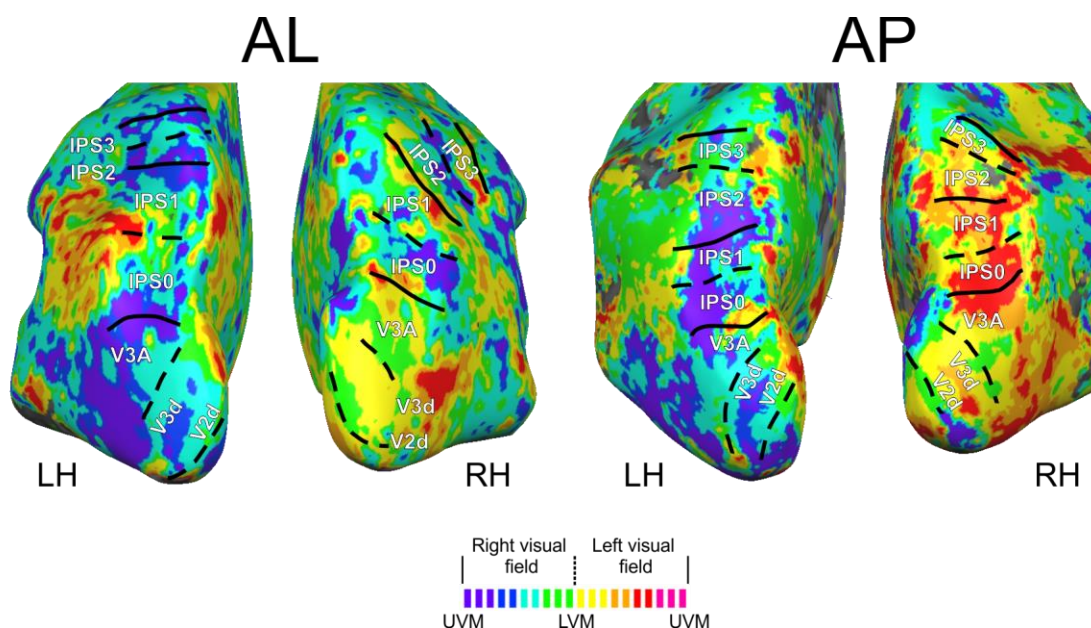 AL
AP
IPS3
IPS2
IPS1
IPS0
V3A
V3d
V2d
LH
IPS3
IPS2
IPS1
IPS0
V3A
V3d
V2d
RH
IPS3
IPS2
IPS1
IPS0
V3A
V3d
V2d
LH
IPS3
IPS2
IPS1
IPS0
V3A
V3d
V2d
RH
Right visual
field
Left visual
field
UVM
LVM
UVM